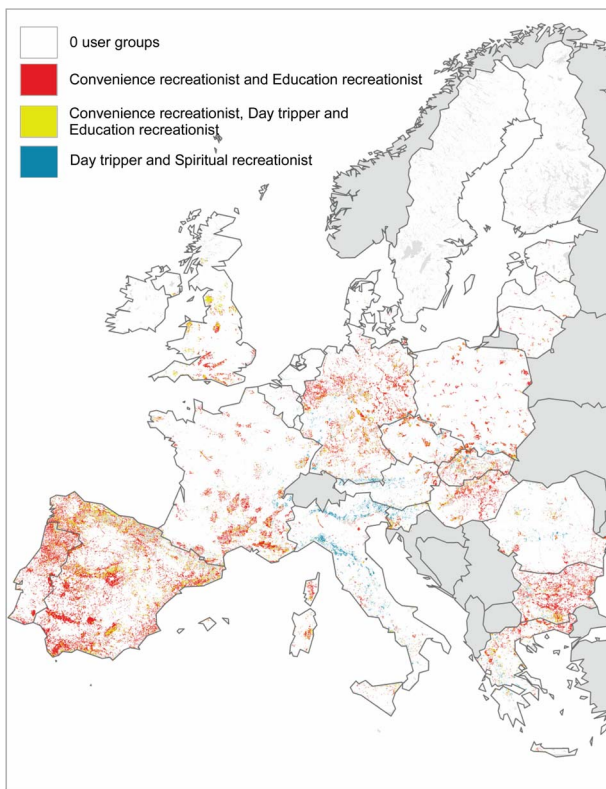 0 user groups
Convenience recreationist and Education recreationist
Convenience recreationist, Day tripper and
Education recreationist
Day tripper and Spiritual recreationist